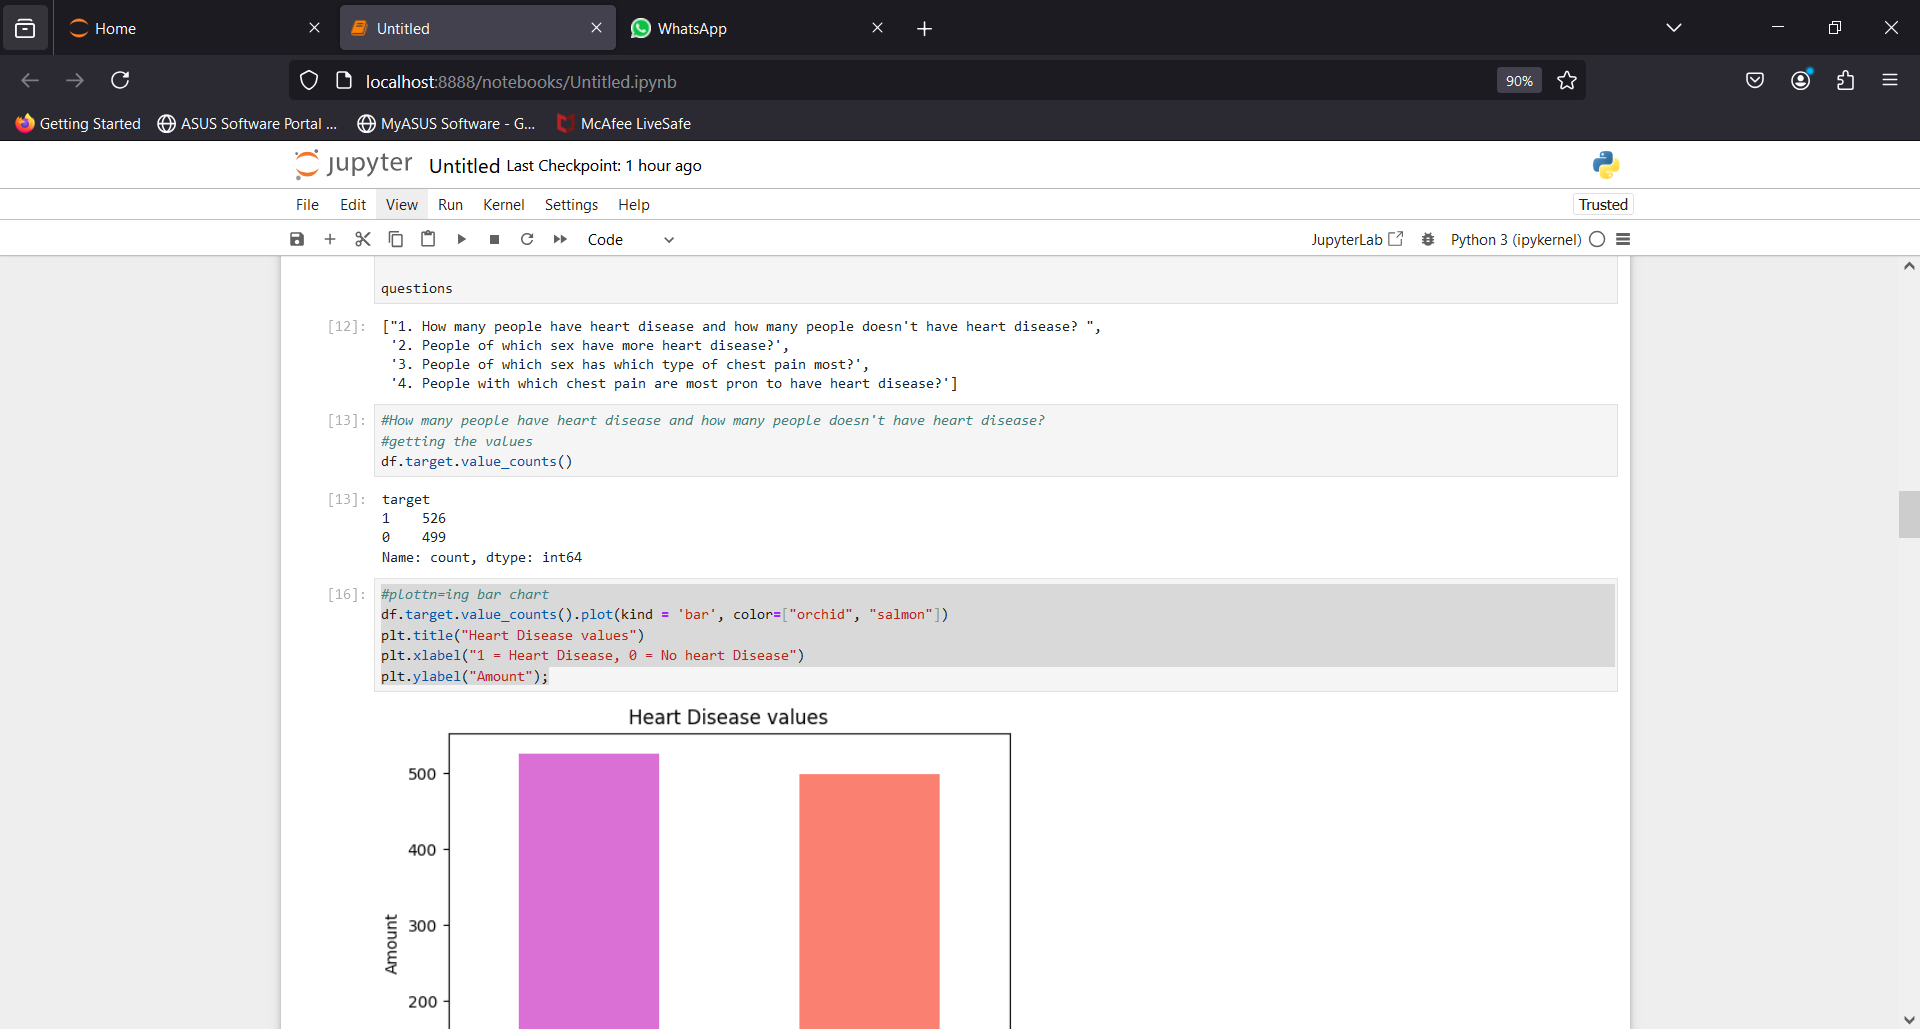 Home
Untitled
WhatsApp
localhost:8888/notebooks/Untitled.ipynb
90%
Getting Started
ASUS Software Portal ...
MyASUS Software - G...
McAfee LiveSafe
jupyter Untitled Last Checkpoint: 1 hour ago
File Edit View Run Kernel Settings Help
Trusted
Code
JupyterLab
Python 3 (ipykernel)
questions
[12]: ["1. How many people have heart disease and how many people doesn't have heart disease? ",
'2. People of which sex have more heart disease?',
'3. People of which sex has which type of chest pain most?',
'4. People with which chest pain are most pron to have heart disease?']
[13]: #How many people have heart disease and how many people doesn't have heart disease?
#getting the values
df.target.value_counts()
[13]: target
1 526
0 499
Name: count, dtype: int64
[16]: #plottn=ing bar chart
df.target.value_counts().plot(kind = 'bar', color=["orchid", "salmon"])
plt.title("Heart Disease values")
plt.xlabel("1 = Heart Disease, 0 = No heart Disease")
plt.ylabel("Amount");
Heart Disease values
500
400
300
200
Amount